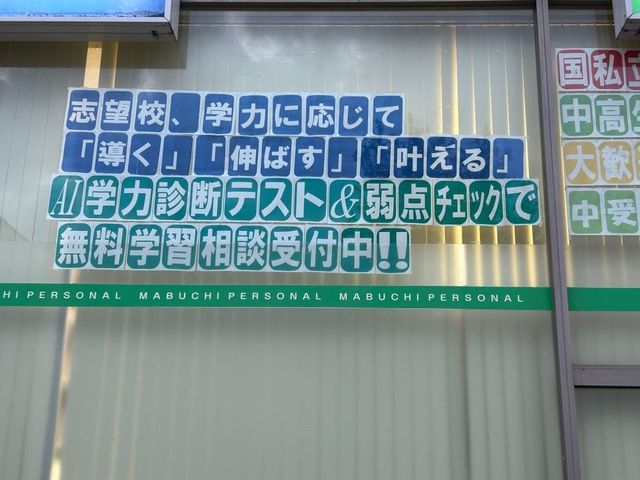 志望校、学力に応じて
「導く」「伸ばす」「叶える」
AI学力診断テスト&弱点チェックで
無料学習相談受付中!!
国私立
中高
大歓
中受
HI PERSONAL MABUCHI PERSONAL MABUCHI PERSONAL